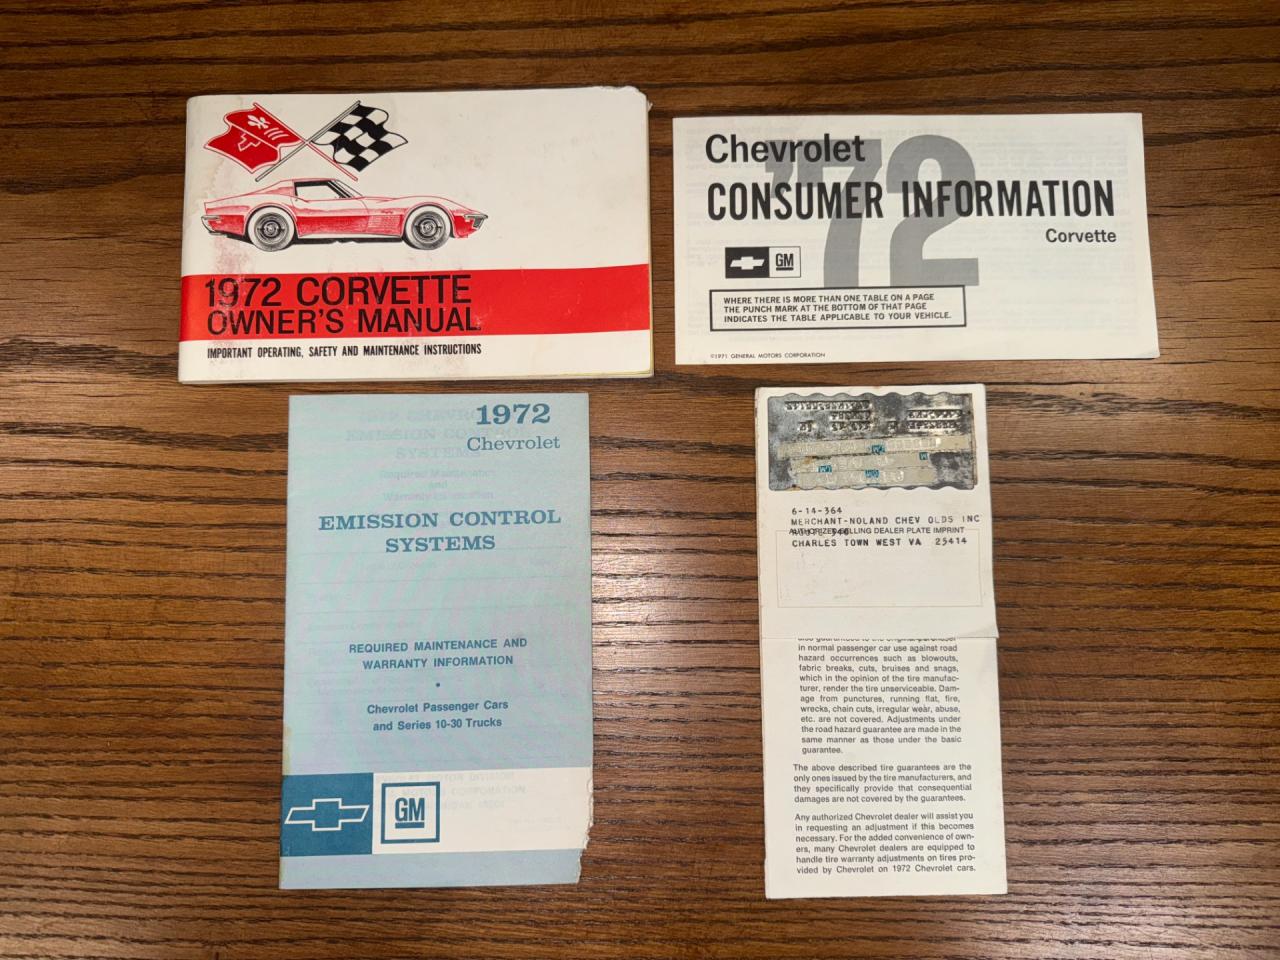 1972 CORVETTE
OWNER'S MANUAL
IMPORTANT OPERATING, SAFETY AND MAINTENANCE INSTRUCTIONS
'72
Chevrolet
CONSUMER INFORMATION
Corvette
GM
WHERE THERE IS MORE THAN ONE TABLE ON A PAGE
THE PUNCH MARK AT THE BOTTOM OF THAT PAGE
INDICATES THE TABLE APPLICABLE TO YOUR VEHICLE.
©1971 GENERAL MOTORS CORPORATION
1972
Chevrolet
EMISSION CONTROL
SYSTEMS
REQUIRED MAINTENANCE AND
WARRANTY INFORMATION
•
Chevrolet Passenger Cars
and Series 10-30 Trucks
GM
6-14-364
MERCHANT-NOLAND CHEV OLDS INC
AUTHORIZED SELLING DEALER PLATE IMPRINT
CHARLES TOWN WEST VA 25414
also guaranteed to the original purchaser
in normal passenger car use against road
hazard occurrences such as blowouts,
fabric breaks, cuts, bruises and snags,
which in the opinion of the tire manufac-
turer, render the tire unserviceable. Dam-
age from punctures, running flat, fire,
wrecks, chain cuts, irregular wear, abuse,
etc. are not covered. Adjustments under
the road hazard guarantee are made in the
same manner as those under the basic
guarantee.
The above described tire guarantees are the
only ones issued by the tire manufacturers, and
they specifically provide that consequential
damages are not covered by the guarantees.
Any authorized Chevrolet dealer will assist you
in requesting an adjustment if this becomes
necessary. For the added convenience of own-
ers, many Chevrolet dealers are equipped to
handle tire warranty adjustments on tires pro-
vided by Chevrolet on 1972 Chevrolet cars.